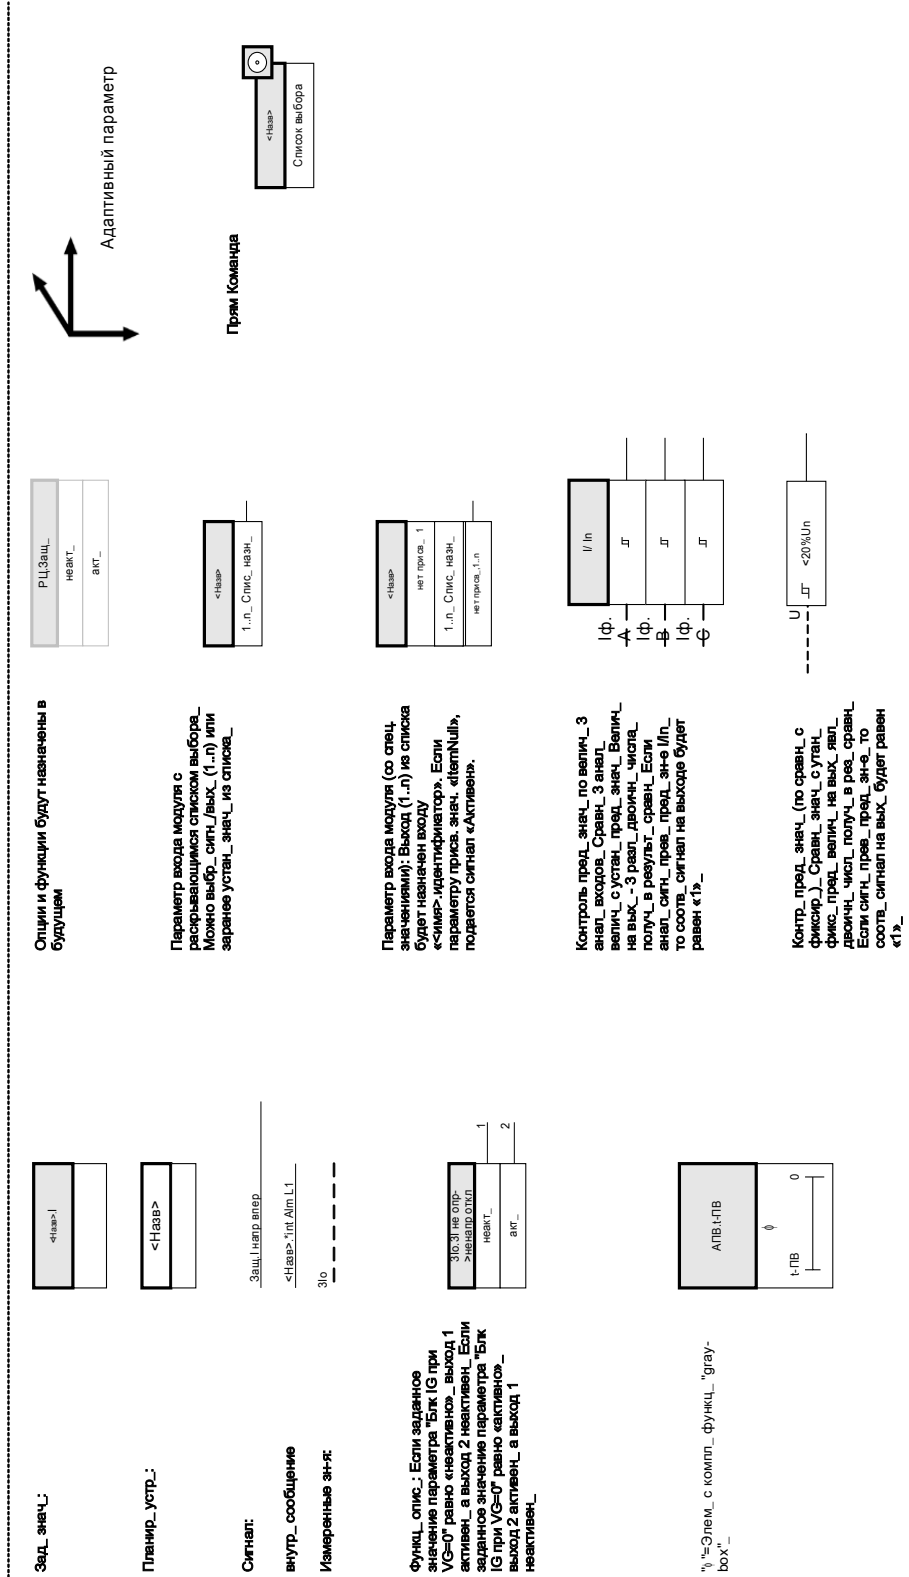 Зад_ знач_:
<Назв>.I
Планир_устр_:
<Назв>
Сигнал:
Защ.I напр впер
внутр_ сообщение
<Назв>.*int Alm L1
Измеренные зн-я:
3Io
Функц_ опис_: Если заданное
значение параметра "Блк IG при
VG=0" равно «неактивно»_ выход 1
активен_ а выход 2 неактивен_ Если
заданное значение параметра "Блк
IG при VG=0" равно «активно»_
выход 2 активен_ а выход 1
неактивен_
3Io.3I не опр-
>ненапр откл
неакт_
1
акт_
2
"ϕ"=Элем_ с компл_ функц_ "gray-
box"_
АПВ.t-ПВ
ϕ
t-ПВ
0
Опции и функции будут назначены в
будущем
РЦ.Защ_
неакт_
акт_
Параметр входа модуля с
раскрывающимся списком выбора_
Можно выбр_ сигн_/вых_ (1..n) или
заранее устан_ знач_ из списка_
<Назв>
1..n_ Спис_ назн_
Параметр входа модуля (со спец.
значениями): Выход (1..n) из списка
будет назначен входу
«<имя>.идентификатор». Если
параметру присв. знач. «ItemNull»,
подается сигнал «Активен».
<Назв>
нет присв_ 1
1..n_ Спис_ назн_
нет присв_.1..n
Контроль пред_ знач_ по велич_ 3
анал_ входов_ Сравн_ 3 анал_
велич_ с устан_ пред_ знач_ Велич_
на вых_ - 3 разл_ двоичн_ числа_
получ_ в результ_ сравн_ Если
анал_ сигн_ прев_ пред_ зн-е I/In_
то соотв_ сигнал на выходе будет
равен «1»_
I/ In
Iф.
A
Iф.
B
Iф.
C
Контр_ пред_ знач_ (по сравн_ с
фиксир_)_ Сравн_ знач_ с утан_
фикс_ пред_ велич_ на вых_ явл_
двоичн_ числ_ получ_ в рез_ сравн_
Если сигн_ прев_ пред_ зн-е_ то
соотв_ сигнал на вых_ будет равен
«1»_
U
<20%Un
Адаптивный параметр
Прям Команда
<Назв>
Список выбора